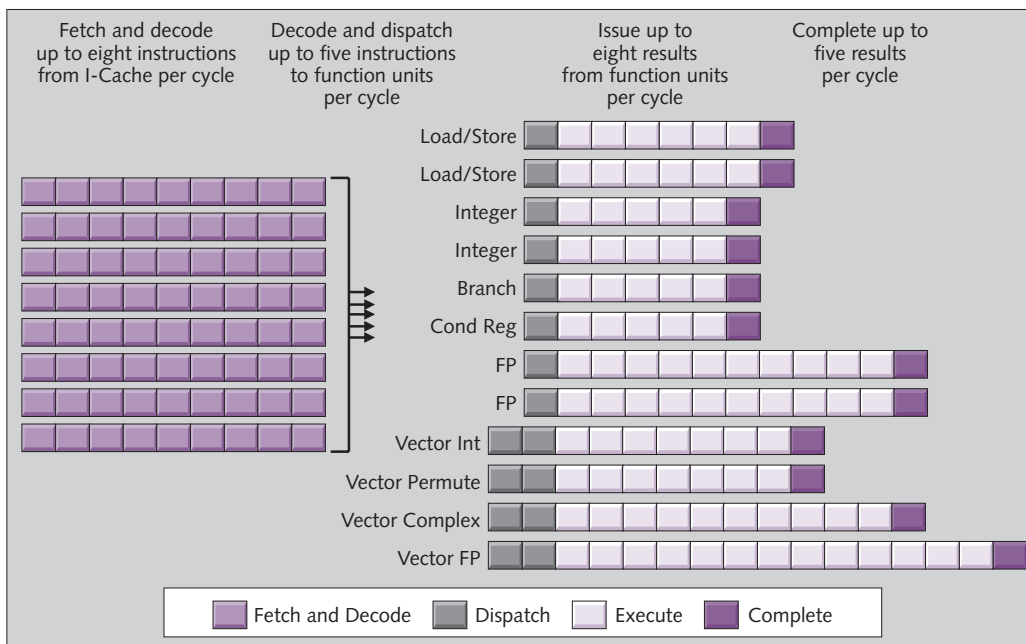 Fetch and decode
up to eight instructions
from I-Cache per cycle
Decode and dispatch
up to five instructions
to function units
per cycle
Issue up to
eight results
from function units
per cycle
Complete up to
five results
per cycle
Load/Store
Load/Store
Integer
Integer
Branch
Cond Reg
FP
FP
Vector Int
Vector Permute
Vector Complex
Vector FP
Fetch and Decode
Dispatch
Execute
Complete